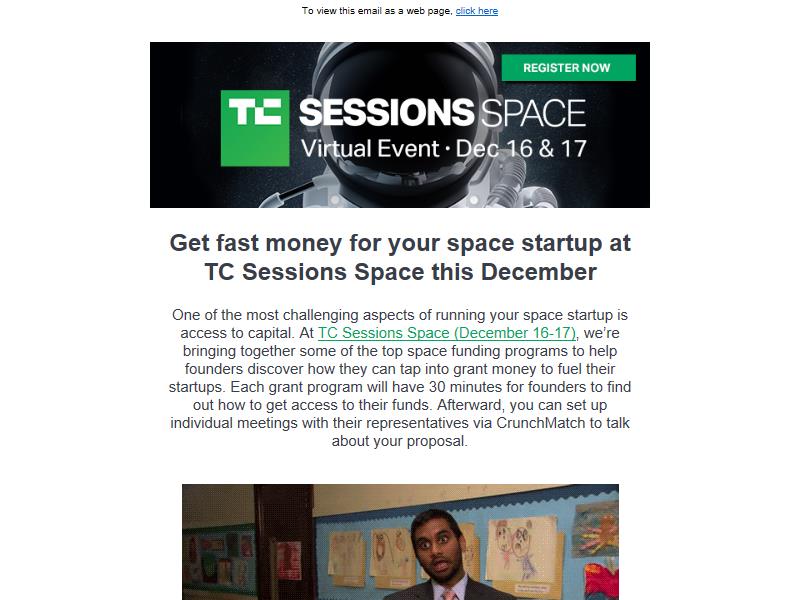 To view this email as a web page, click here
REGISTER NOW
TC SESSIONS SPACE
Virtual Event · Dec 16 & 17
Get fast money for your space startup at
TC Sessions Space this December
One of the most challenging aspects of running your space startup is
access to capital. At TC Sessions Space (December 16-17), we're
bringing together some of the top space funding programs to help
founders discover how they can tap into grant money to fuel their
startups. Each grant program will have 30 minutes for founders to find
out how to get access to their funds. Afterward, you can set up
individual meetings with their representatives via CrunchMatch to talk
about your proposal.